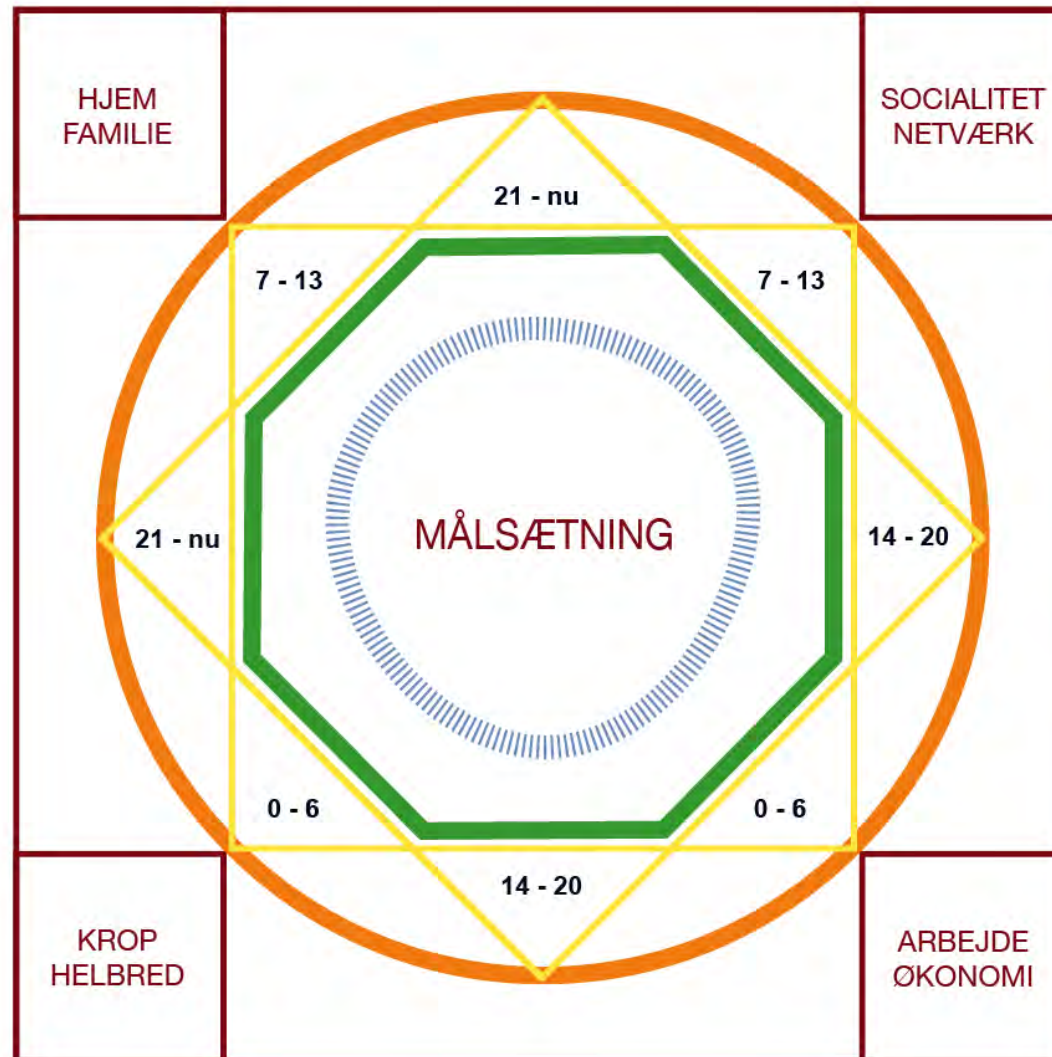 HJEM
FAMILIE
SOCIALITET
NETVÆRK
21 - nu
7 - 13
7 - 13
21 - nu
MÅLSÆTNING
14 - 20
0 - 6
0 - 6
14 - 20
KROP
HELBRED
ARBEJDE
ØKONOMI